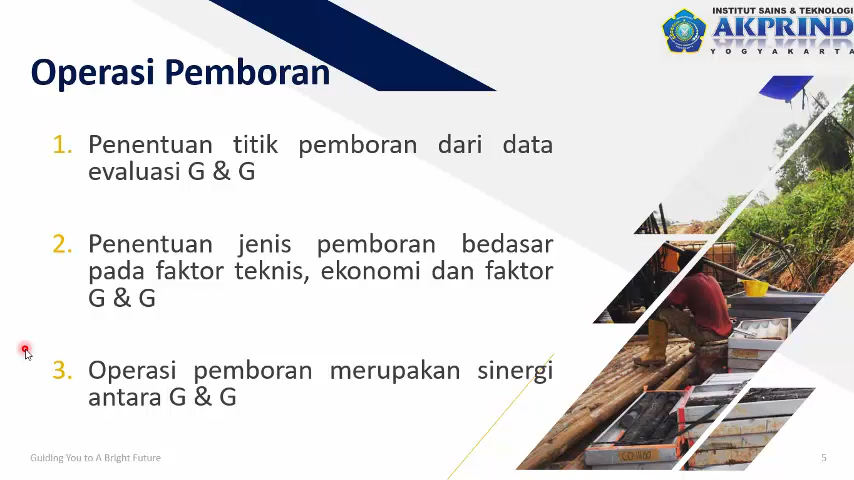 INSTITUT SAINS & TEKNOLOGI
AKPRIND
YOGYAKARTA
Operasi Pemboran
1. Penentuan titik pemboran dari data
evaluasi G & G
2. Penentuan jenis pemboran bedasar
pada faktor teknis, ekonomi dan faktor
G & G
3. Operasi pemboran merupakan sinergi
antara G & G
Guiding You to A Bright Future
5